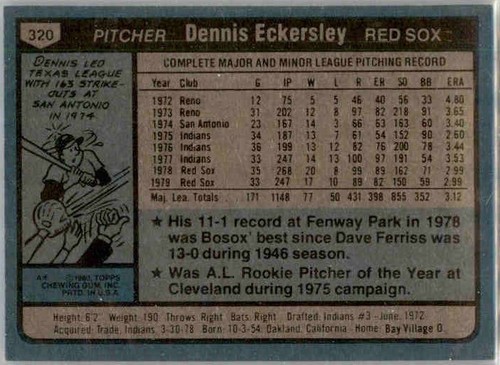 320 PITCHER Dennis Eckersley RED SOX
DENNIS LED
TEXAS LEAGUE
WITH 163 STRIKE-
OUTS AT
SAN ANTONIO
IN 1974
COMPLETE MAJOR AND MINOR LEAGUE PITCHING RECORD
Year Club G IP W L R ER SO BB ERA
1972 Reno 12 75 5 5 46 40 56 33 4.80
1973 Reno 31 202 12 8 97 82 218 91 3.65
1974 San Antonio 23 167 14 3 66 63 163 60 3.40
1975 Indians 34 187 13 7 61 54 152 90 2.60
1976 Indians 36 199 13 12 82 76 200 78 3.44
1977 Indians 33 247 14 13 100 97 191 54 3.53
1978 Red Sox 35 268 20 8 99 89 162 71 2.99
1979 Red Sox 33 247 17 10 89 82 150 59 2.99
Maj. Lea. Totals 171 1148 77 50 431 398 855 352 3.12
★ His 11-1 record at Fenway Park in 1978
was Bosox' best since Dave Ferriss was
13-0 during 1946 season.
★ Was A.L. Rookie Pitcher of the Year at
Cleveland during 1975 campaign.
A★ © 1980 TOPPS
CHEWING GUM, INC.
PRTD. IN U.S.A.
Height: 6'2" Weight: 190 Throws: Right Bats: Right Drafted: Indians #3-June, 1972
Acquired: Trade, Indians, 3-30-78 Born: 10-3-54, Oakland, California Home: Bay Village O.